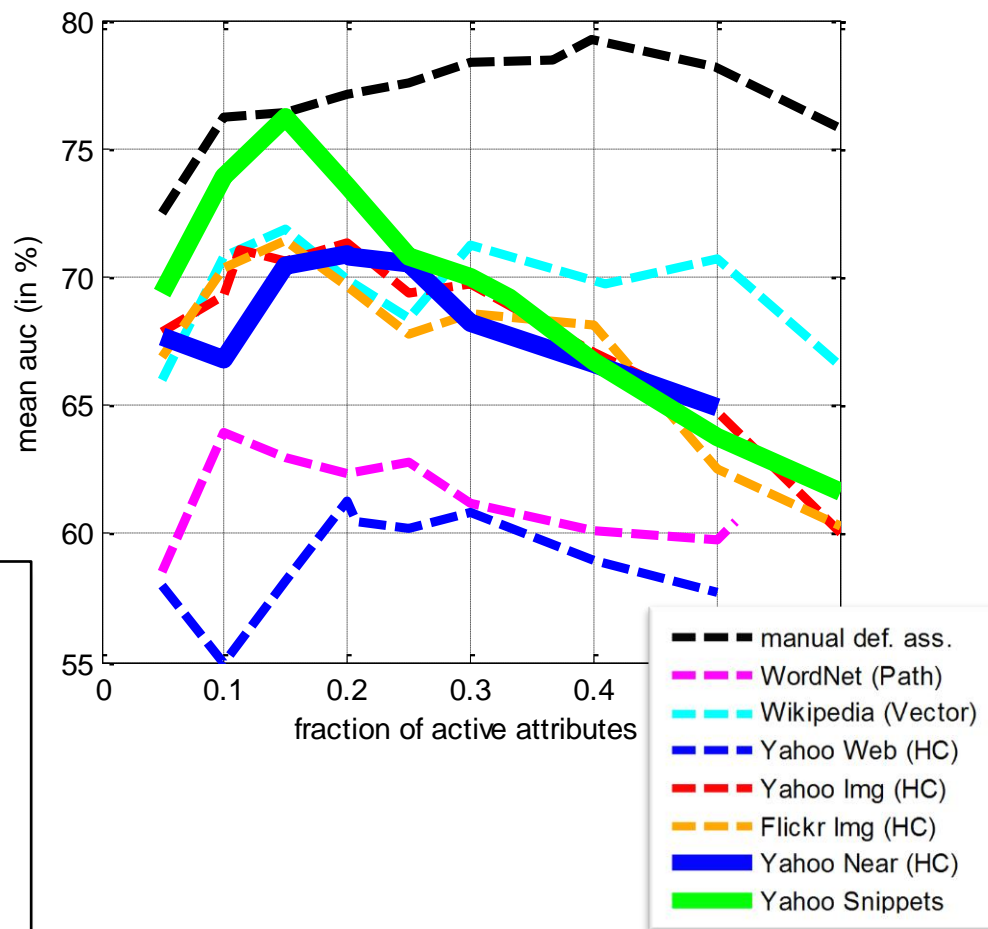 80
75
70
65
60
55
mean auc (in %)
0 0.1 0.2 0.3 0.4
fraction of active attributes
manual def. ass.
WordNet (Path)
Wikipedia (Vector)
Yahoo Web (HC)
Yahoo Img (HC)
Flickr Img (HC)
Yahoo Near (HC)
Yahoo Snippets